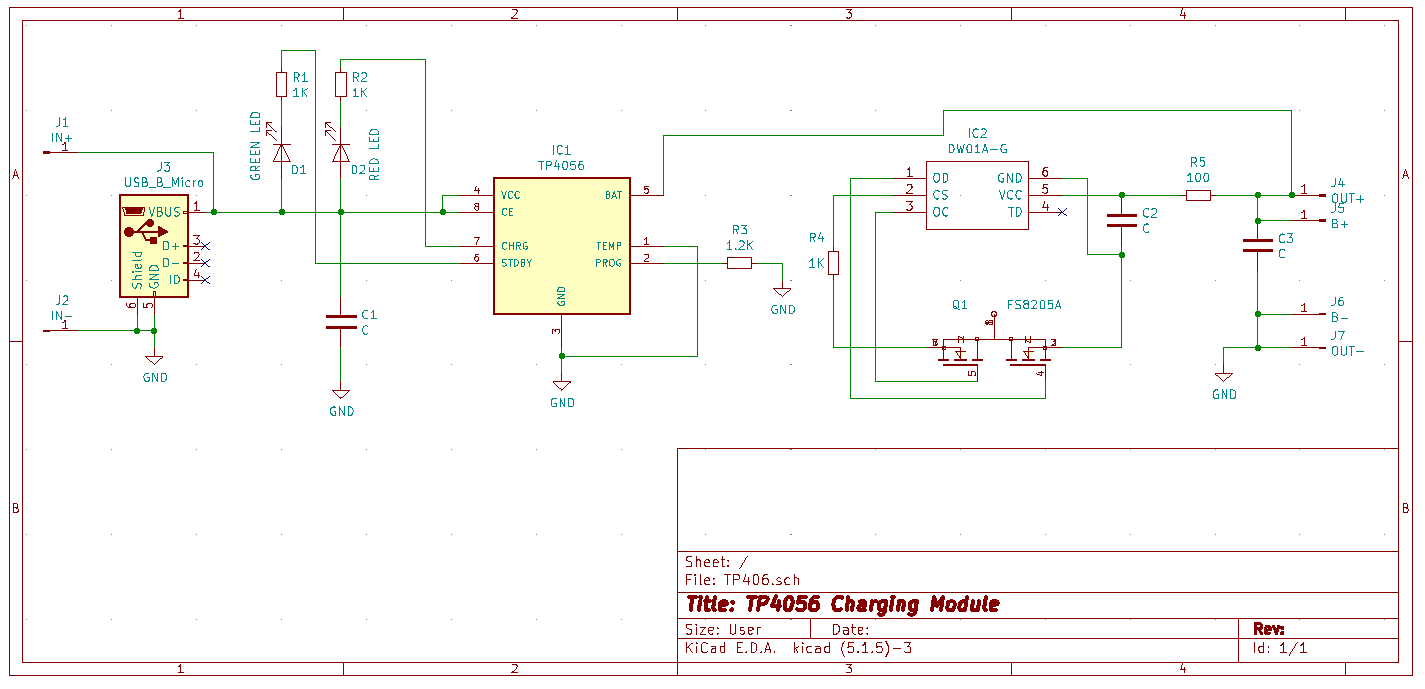 1 2 3 4
A A
B B
J1
IN+
1
J3
USB_B_Micro
VBUS 1
D+ 3
D- 2
ID 4
Shield
GND
6 5
J2
IN-
1
GND
R1
1K
R2
1K
GREEN LED
D1
D2
RED LED
C1
C
GND
IC1
TP4056
4 VCC
8 CE
7 CHRG
6 STDBY
BAT 5
TEMP 1
PROG 2
GND
3
GND
R3
1.2K
GND
R4
1K
IC2
DW01A-G
1 OD
2 CS
3 OC
GND 6
VCC 5
TD 4
C2
C
Q1
FS8205A
5
4
R5
100
C3
C
1 J4
OUT+
1 J5
B+
1 J6
B-
1 J7
OUT-
GND
Sheet: /
File: TP406.sch
Title: TP4056 Charging Module
Size: User Date: Rev:
KiCad E.D.A. kicad (5.1.5)-3 Id: 1/1
1 2 3 4